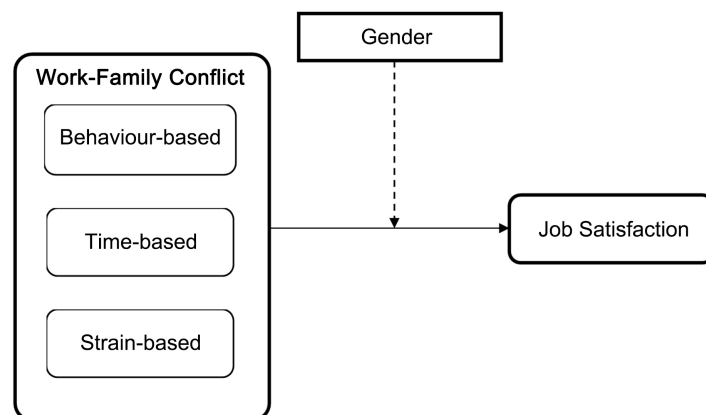 Gender
Work-Family Conflict
Behaviour-based
Time-based
Job Satisfaction
Strain-based